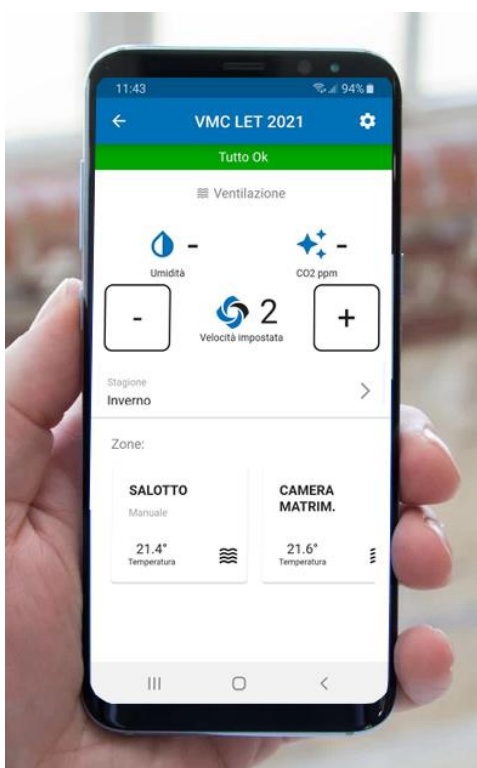 11:43 94%
VMC LET 2021
Tutto Ok
Ventilazione
- -
Umidità CO2 ppm
- 2 +
Velocità impostata
Stagione
Inverno
Zone:
SALOTTO CAMERA
MATRIM.
Manuale
21.4° 21.6°
Temperatura Temperatura